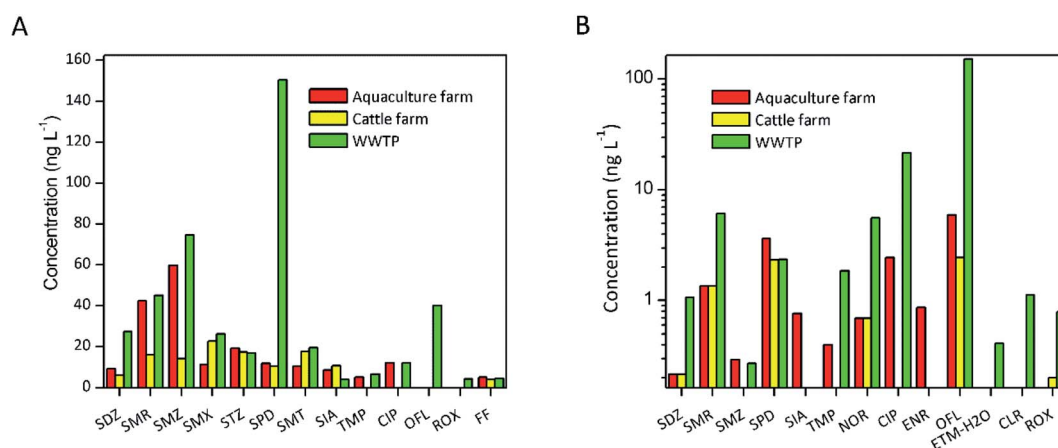 A
160
140
120
100
80
60
40
20
0
Concentration (ng L⁻¹)
Aquaculture farm
Cattle farm
WWTP
SDZ SMR SMZ SMX STZ SPD SMT SIA TMP CIP OFL ROX FF
B
100
10
1
Concentration (ng L⁻¹)
Aquaculture farm
Cattle farm
WWTP
SDZ SMR SMZ SPD SIA TMP NOR CIP ENR OFL ETM-H2O CLR ROX